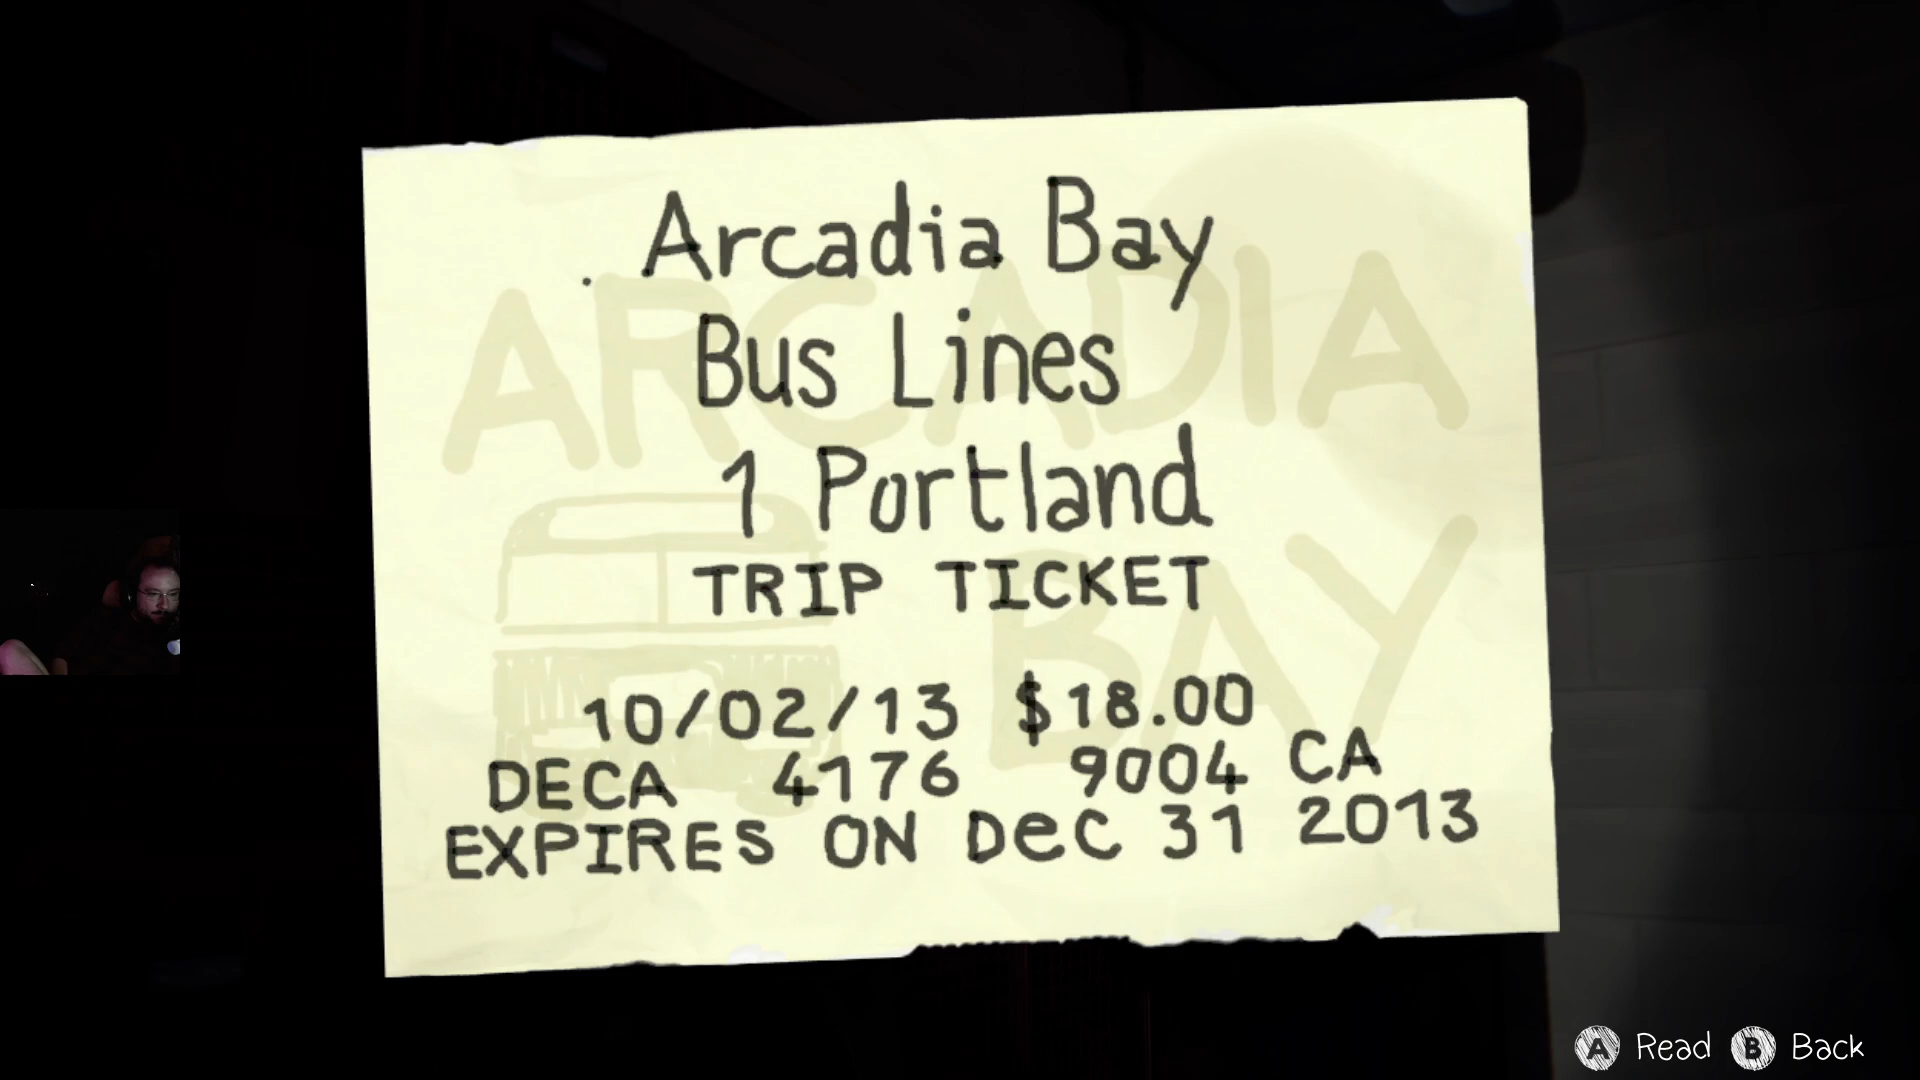 Arcadia Bay
Bus Lines
1 Portland
TRIP TICKET
10/02/13 $18.00
DECA 4176 9004 CA
EXPIRES ON Dec 31 2013
ARCADIA
BAY
A Read B Back